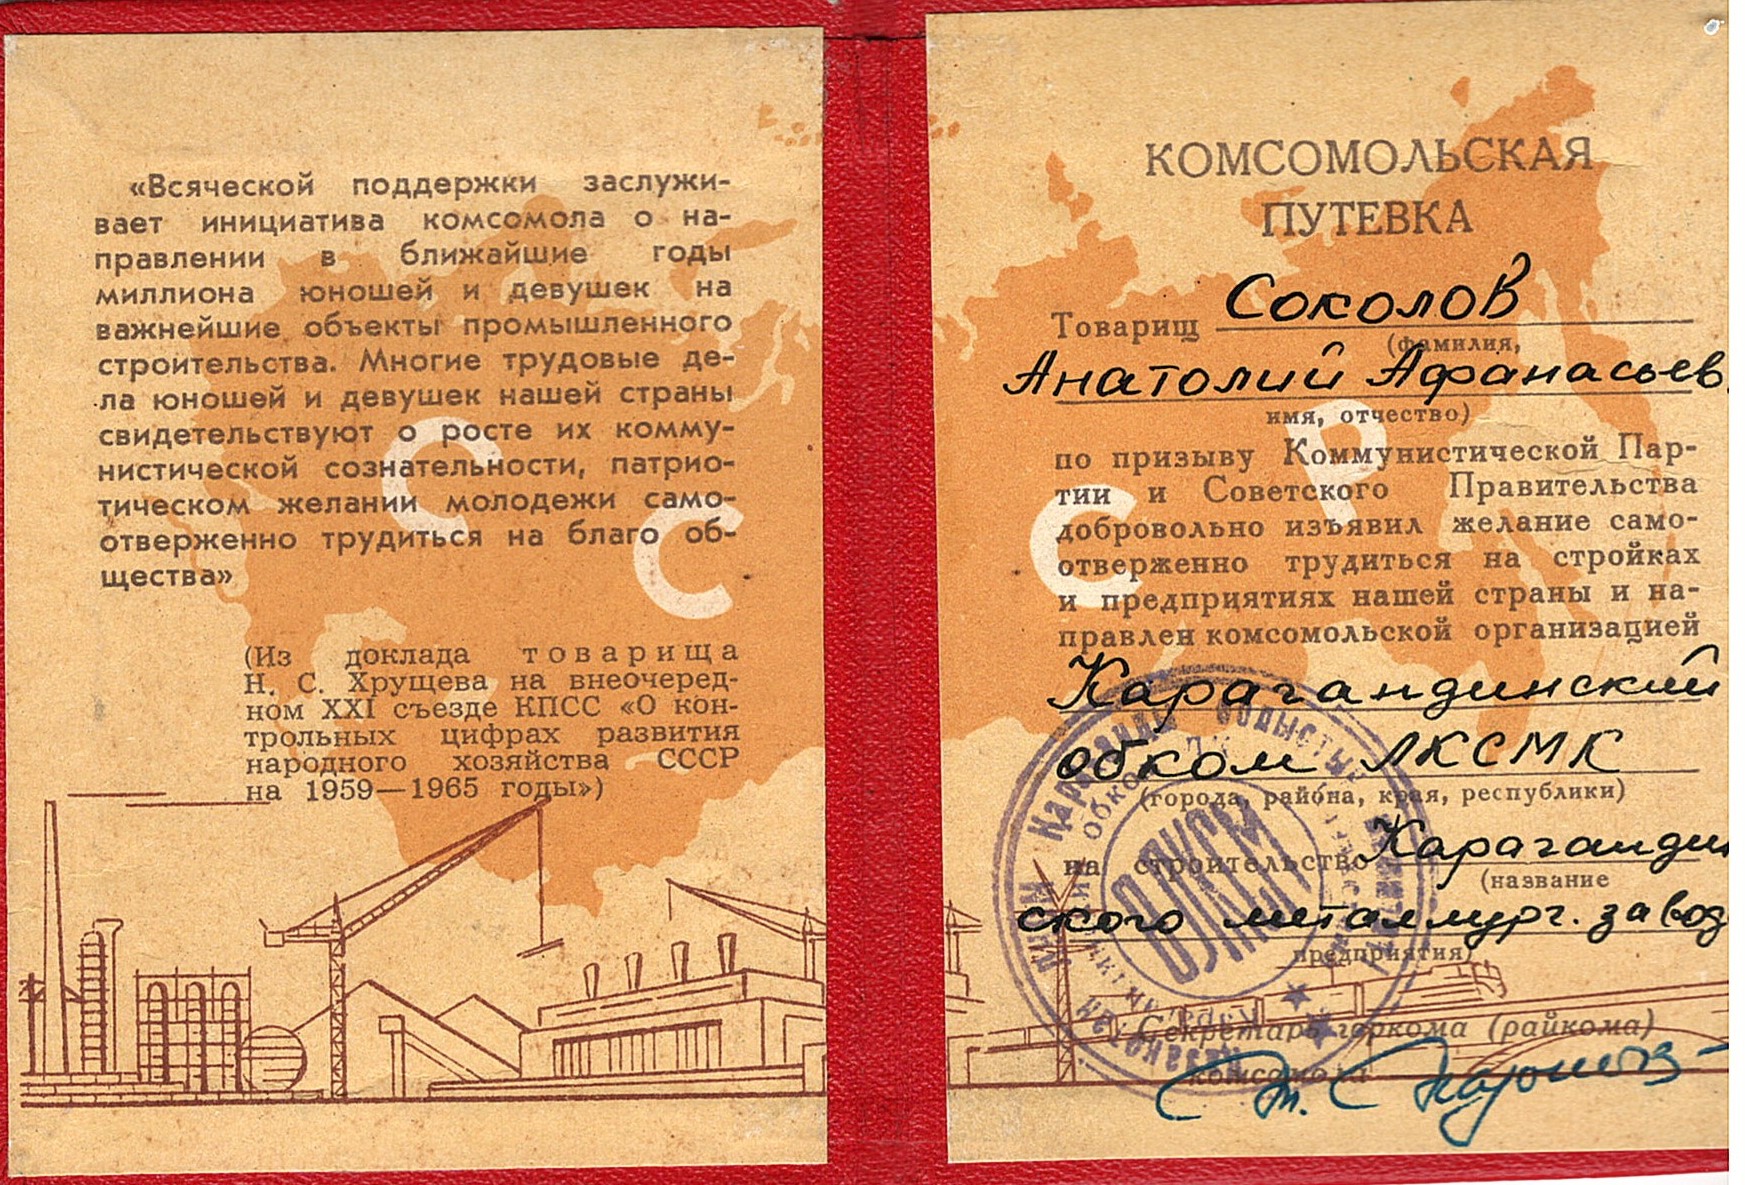 «Всяческой поддержки заслужи-
вает инициатива комсомола о на-
правлении в ближайшие годы
миллиона юношей и девушек на
важнейшие объекты промышленного
строительства. Многие трудовые де-
ла юношей и девушек нашей страны
свидетельствуют о росте их комму-
нистической сознательности, патрио-
тическом желании молодежи само-
отверженно трудиться на благо об-
щества»
(Из доклада товарища
Н. С. Хрущева на внеочеред-
ном XXI съезде КПСС «О кон-
трольных цифрах развития
народного хозяйства СССР
на 1959—1965 годы»)
С С С Р
КОМСОМОЛЬСКАЯ
ПУТЕВКА
Товарищ Соколов
(фамилия,
Анатолий Афанасьев
имя, отчество)
по призыву Коммунистической Пар-
тии и Советского Правительства
добровольно изъявил желание само-
отверженно трудиться на стройках
и предприятиях нашей страны и на-
правлен комсомольской организацией
Карагандинский
обком ЛКСМК
(города, района, края, республики)
на строительство Карагандин
(название
ского металлург. завод
предприятия)
Секретарь горкома (райкома)
комсомола
ВЛКСМ